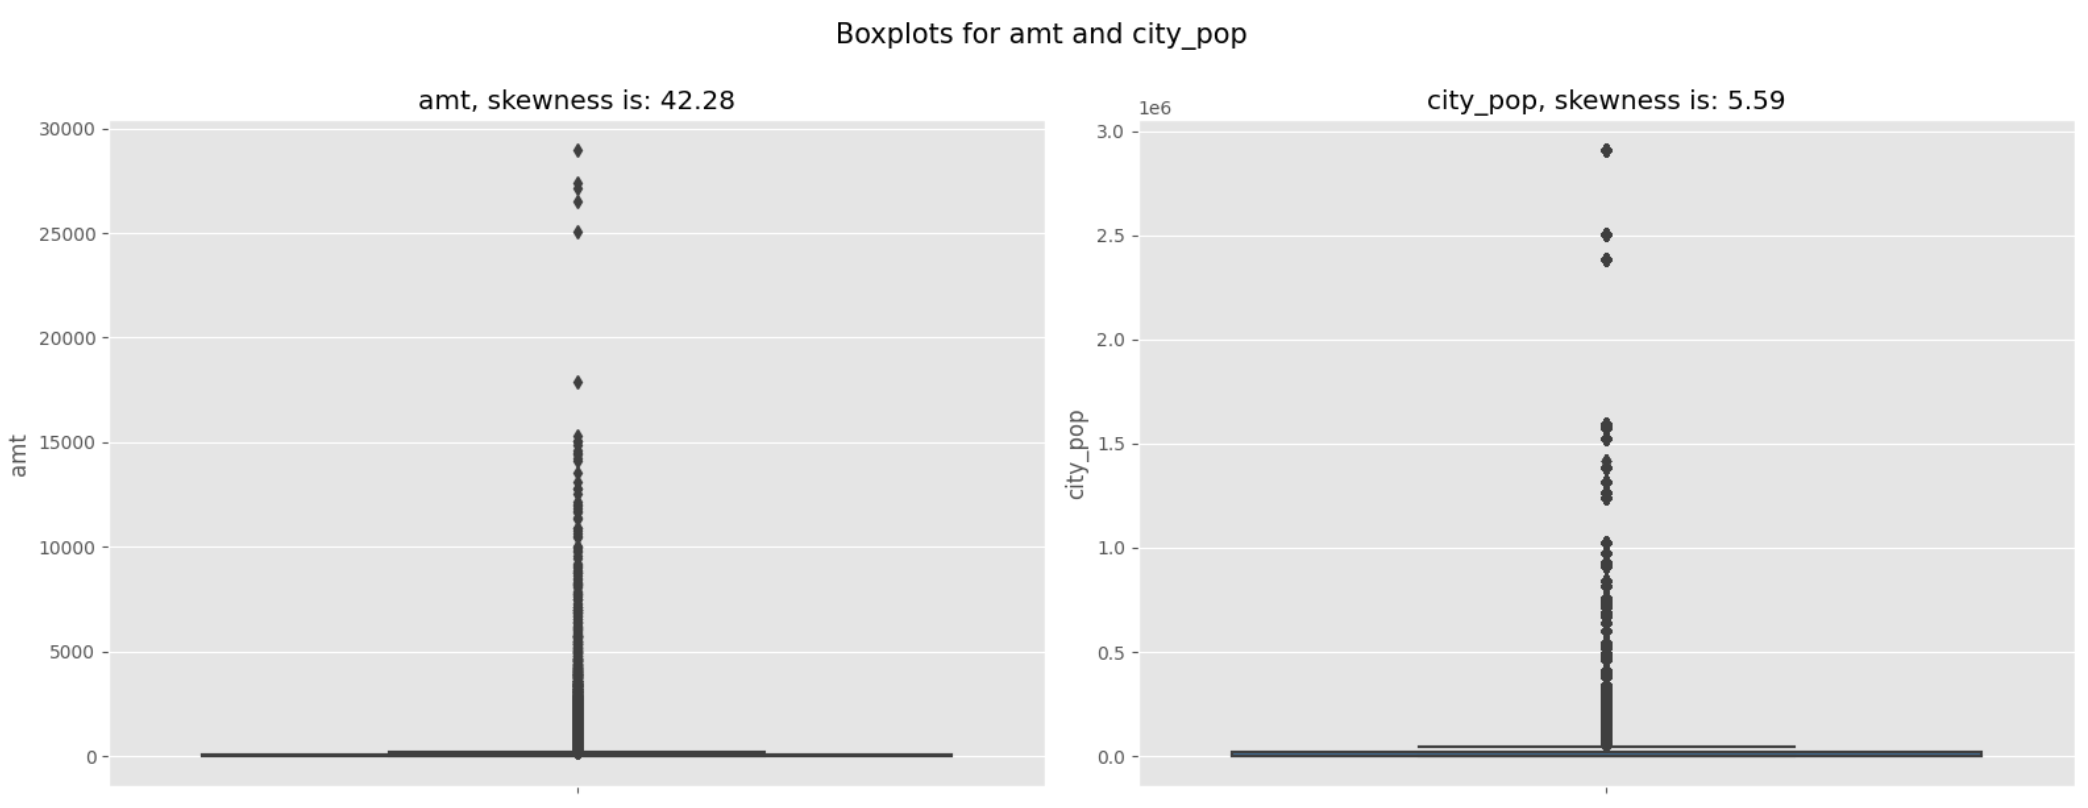 Boxplots for amt and city_pop
amt, skewness is: 42.28
30000
25000
20000
15000
10000
5000
0
amt
city_pop, skewness is: 5.59
1e6
3.0
2.5
2.0
1.5
1.0
0.5
0.0
city_pop